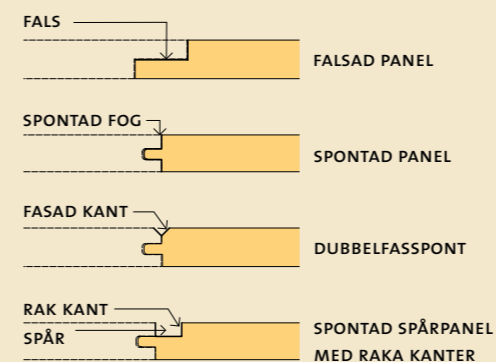 FALS
FALSAD PANEL
SPONTAD FOG
SPONTAD PANEL
FASAD KANT
DUBBELFASSPONT
RAK KANT
SPÅR
SPONTAD SPÅRPANEL
MED RAKA KANTER